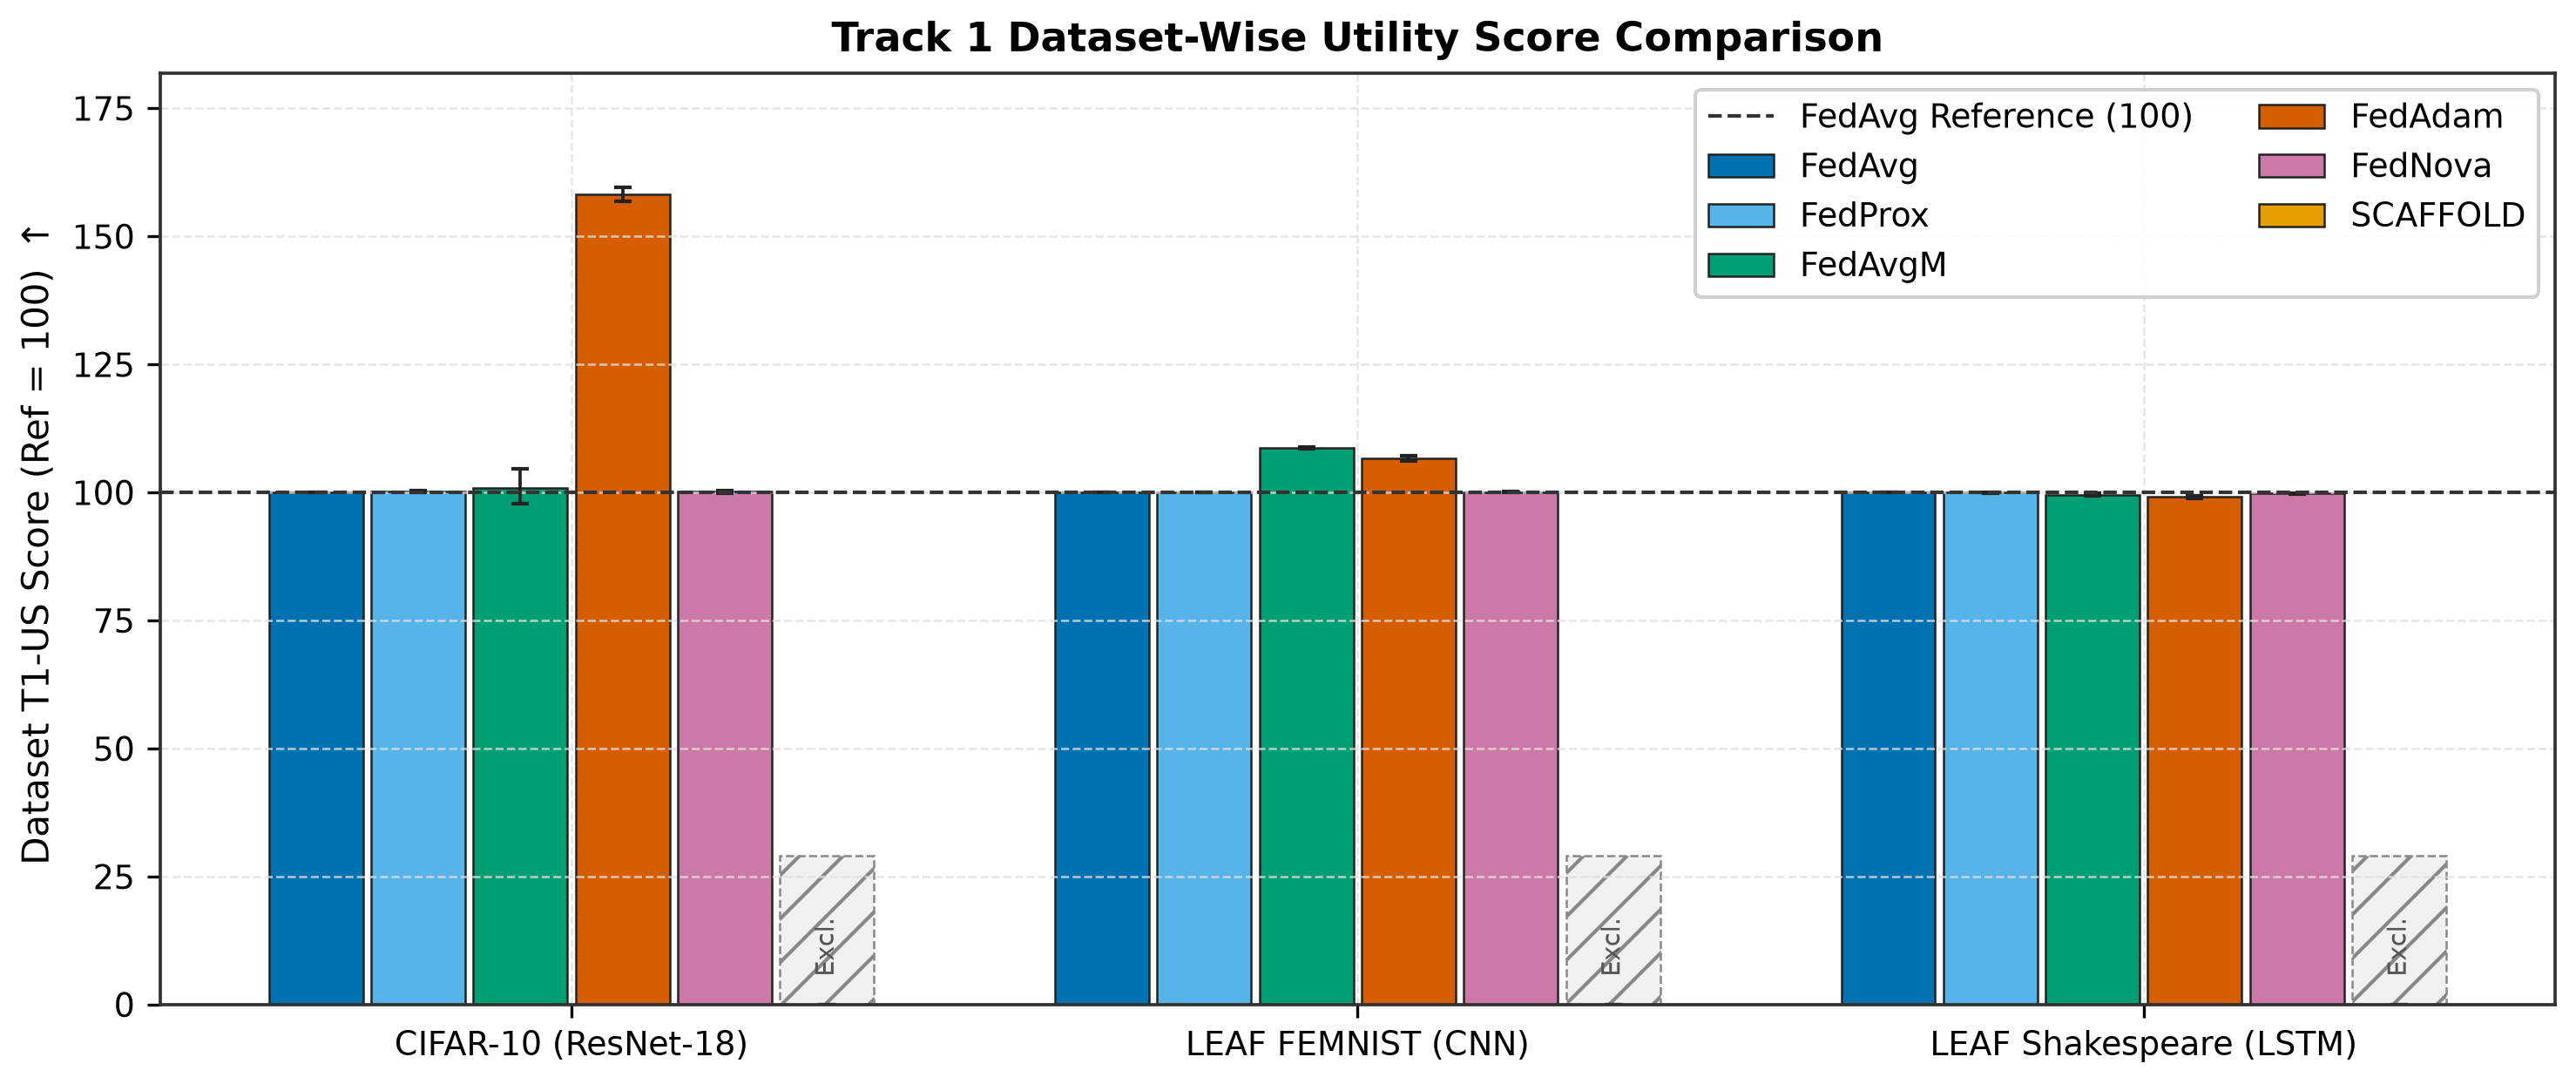 Track 1 Dataset-Wise Utility Score Comparison
Dataset T1-US Score (Ref = 100) ↑
175
150
125
100
75
50
25
0
FedAvg Reference (100)
FedAvg
FedProx
FedAvgM
FedAdam
FedNova
SCAFFOLD
Excl.
Excl.
Excl.
CIFAR-10 (ResNet-18)
LEAF FEMNIST (CNN)
LEAF Shakespeare (LSTM)